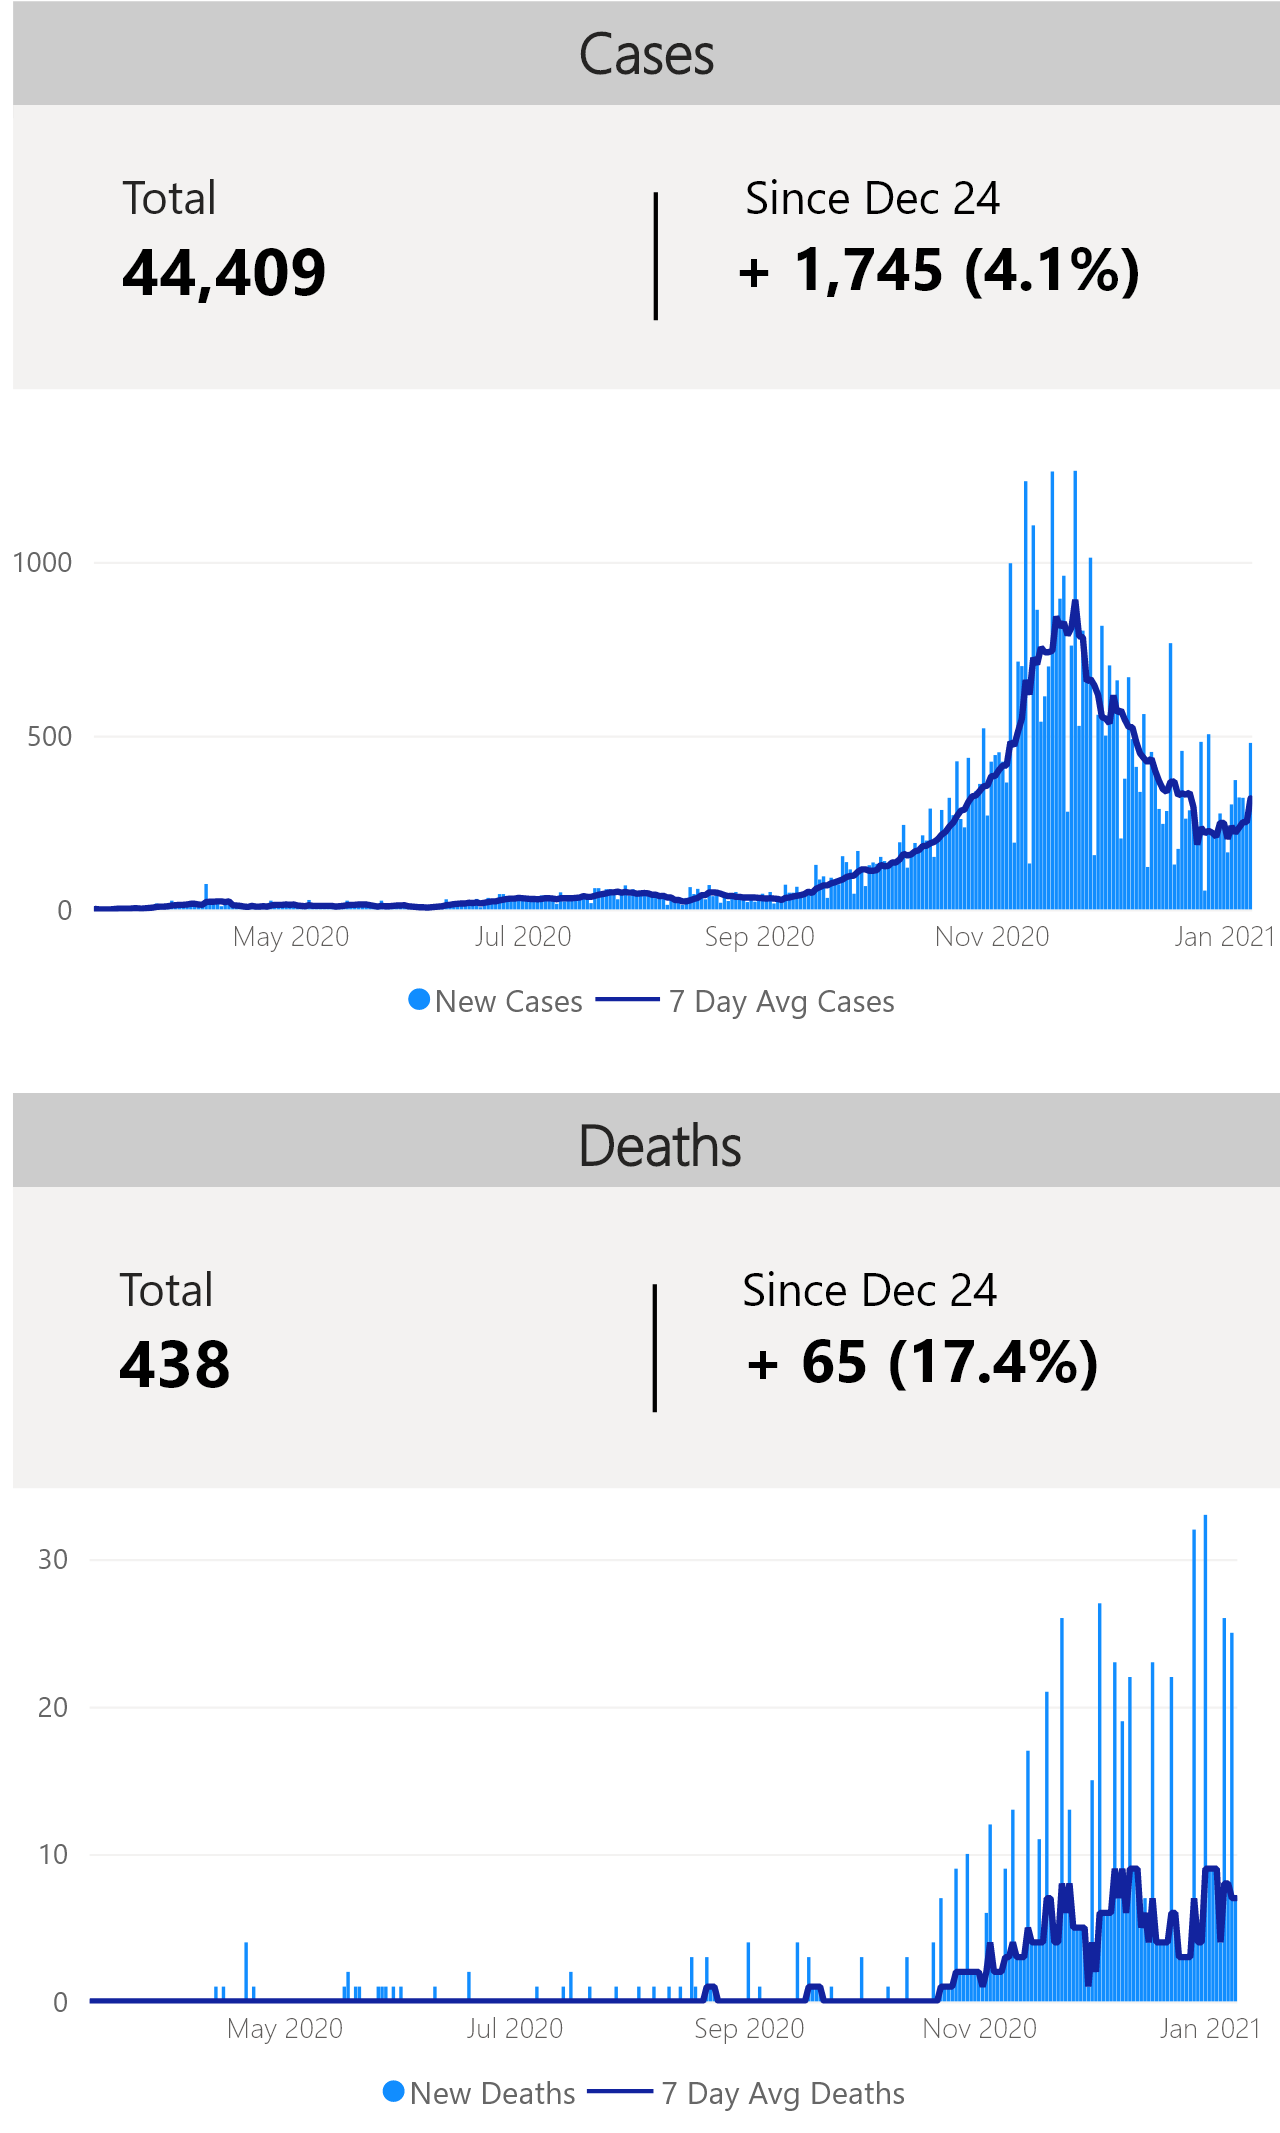 Cases
Total
Since Dec 24
44,409
+ 1,745 (4.1%)
1000
500
0
May 2020
Jul 2020
Sep 2020
Nov 2020
Jan 2021
New Cases
7 Day Avg Cases
Deaths
Total
Since Dec 24
438
+ 65 (17.4%)
30
20
10
0
May 2020
Jul 2020
Sep 2020
Nov 2020
Jan 2021
New Deaths
7 Day Avg Deaths